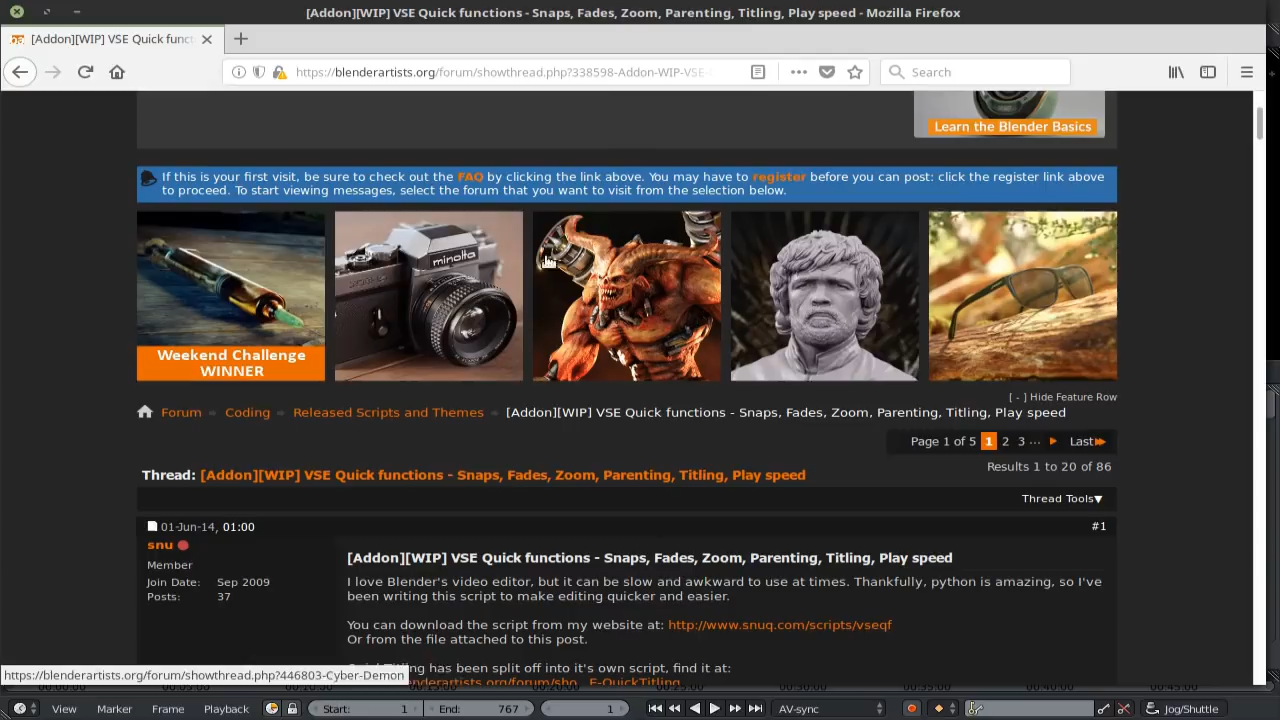 [Addon][WIP] VSE Quick functions - Snaps, Fades, Zoom, Parenting, Titling, Play speed - Mozilla Firefox
[Addon][WIP] VSE Quick funct
https://blenderartists.org/forum/showthread.php?338598-Addon-WIP-VSE-
Search
Learn the Blender Basics
If this is your first visit, be sure to check out the FAQ by clicking the link above. You may have to register before you can post: click the register link above
to proceed. To start viewing messages, select the forum that you want to visit from the selection below.
minolta
Weekend Challenge
WINNER
[ - ] Hide Feature Row
Forum Coding Released Scripts and Themes [Addon][WIP] VSE Quick functions - Snaps, Fades, Zoom, Parenting, Titling, Play speed
Page 1 of 5 1 2 3 ... Last
Results 1 to 20 of 86
Thread: [Addon][WIP] VSE Quick functions - Snaps, Fades, Zoom, Parenting, Titling, Play speed
Thread Tools
01-Jun-14, 01:00 #1
snu
Member
Join Date: Sep 2009
Posts: 37
[Addon][WIP] VSE Quick functions - Snaps, Fades, Zoom, Parenting, Titling, Play speed
I love Blender's video editor, but it can be slow and awkward to use at times. Thankfully, python is amazing, so I've
been writing this script to make editing quicker and easier.
You can download the script from my website at: http://www.snuq.com/scripts/vseqf
Or from the file attached to this post.
has been split off into it's own script, find it at:
https://blenderartists.org/forum/showthread.php?446803-Cyber-Demon
View Marker Frame Playback Start: 1 End: 767 1 AV-sync Jog/Shuttle